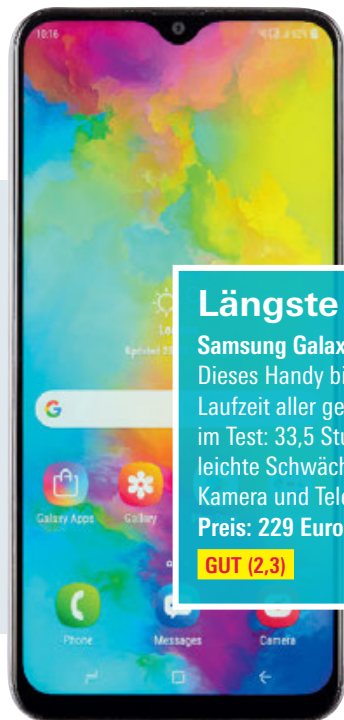 10:16
Längste
Samsung Galax
Dieses Handy bi
Laufzeit aller ge
im Test: 33,5 Stu
leichte Schwäch
Kamera und Tele
Preis: 229 Euro
GUT (2,3)
G
Galaxy Apps
Gallery
Phone
Messages
Camera